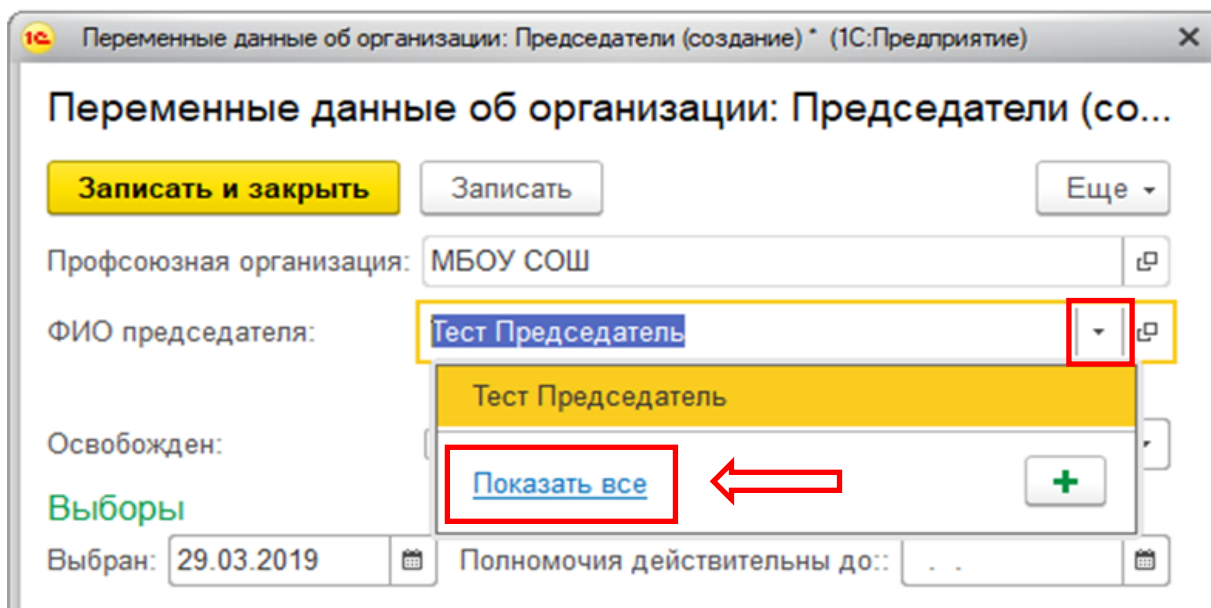 1С Переменные данные об организации: Председатели (создание) * (1С:Предприятие)
Переменные данные об организации: Председатели (со...
Записать и закрыть Записать Еще
Профсоюзная организация: МБОУ СОШ
ФИО председателя: Тест Председатель
Тест Председатель
Освобожден:
Показать все
Выборы
Выбран: 29.03.2019 Полномочия действительны до:: . .